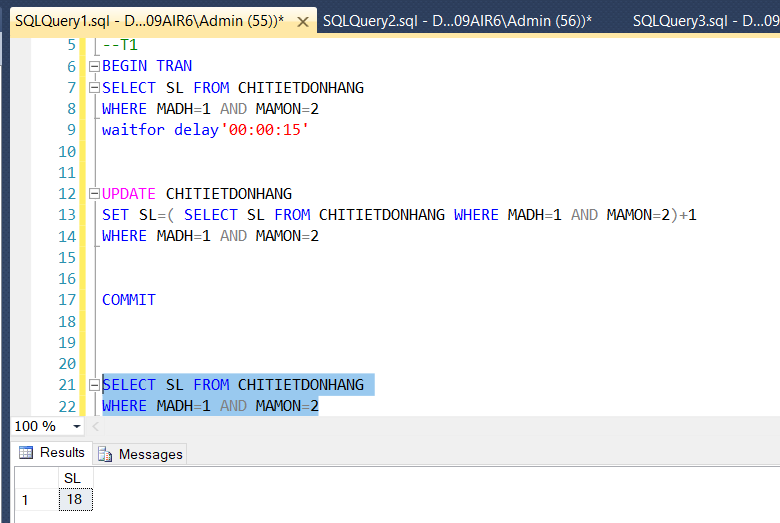 SQLQuery1.sql - D...09AIR6\Admin (55))* SQLQuery2.sql - D...09AIR6\Admin (56))* SQLQuery3.sql - D...09
5 --T1
6 BEGIN TRAN
7 SELECT SL FROM CHITIETDONHANG
8 WHERE MADH=1 AND MAMON=2
9 waitfor delay'00:00:15'
10
11
12 UPDATE CHITIETDONHANG
13 SET SL=( SELECT SL FROM CHITIETDONHANG WHERE MADH=1 AND MAMON=2)+1
14 WHERE MADH=1 AND MAMON=2
15
16
17 COMMIT
18
19
20
21 SELECT SL FROM CHITIETDONHANG
22 WHERE MADH=1 AND MAMON=2
100 %
Results Messages
SL
1 18